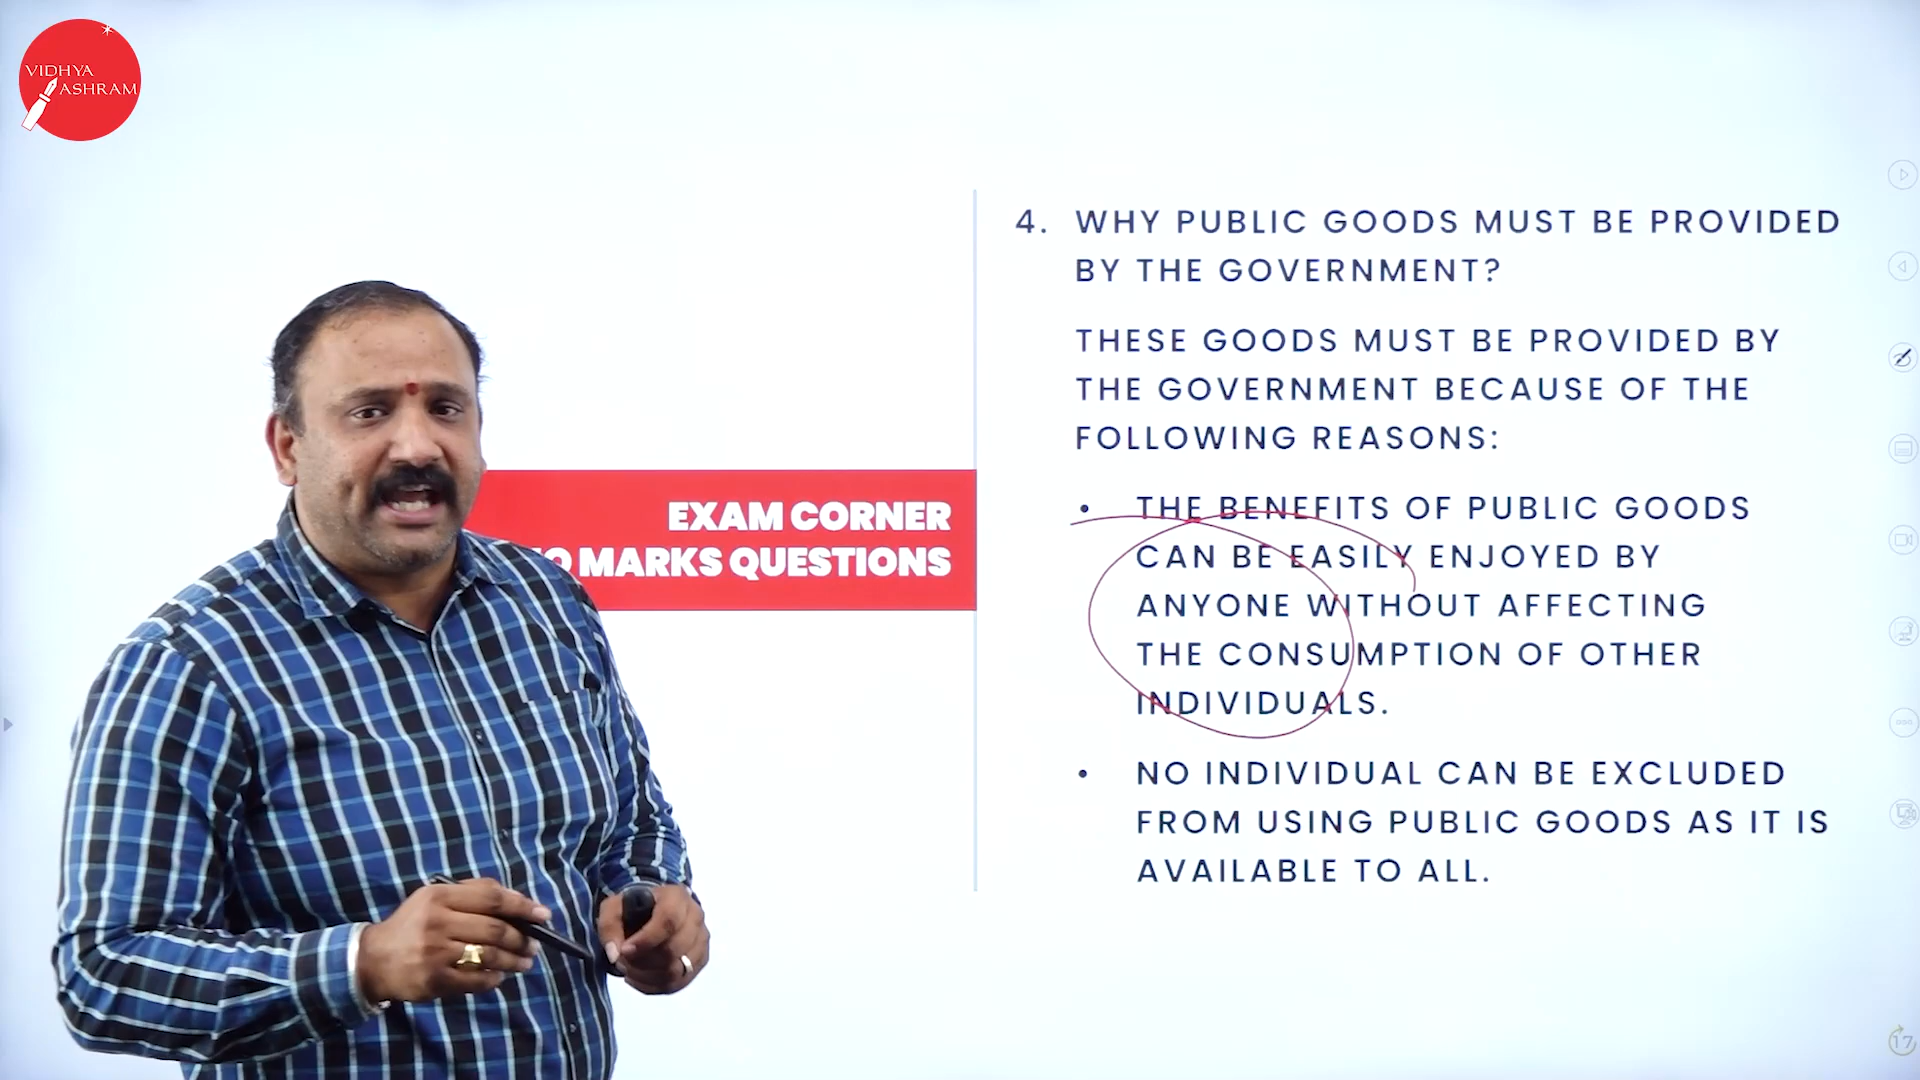 VIDHYA
ASHRAM
4. WHY PUBLIC GOODS MUST BE PROVIDED
BY THE GOVERNMENT?
THESE GOODS MUST BE PROVIDED BY
THE GOVERNMENT BECAUSE OF THE
FOLLOWING REASONS:
EXAM CORNER
MARKS QUESTIONS
• THE BENEFITS OF PUBLIC GOODS
CAN BE EASILY ENJOYED BY
ANYONE WITHOUT AFFECTING
THE CONSUMPTION OF OTHER
INDIVIDUALS.
• NO INDIVIDUAL CAN BE EXCLUDED
FROM USING PUBLIC GOODS AS IT IS
AVAILABLE TO ALL.
17